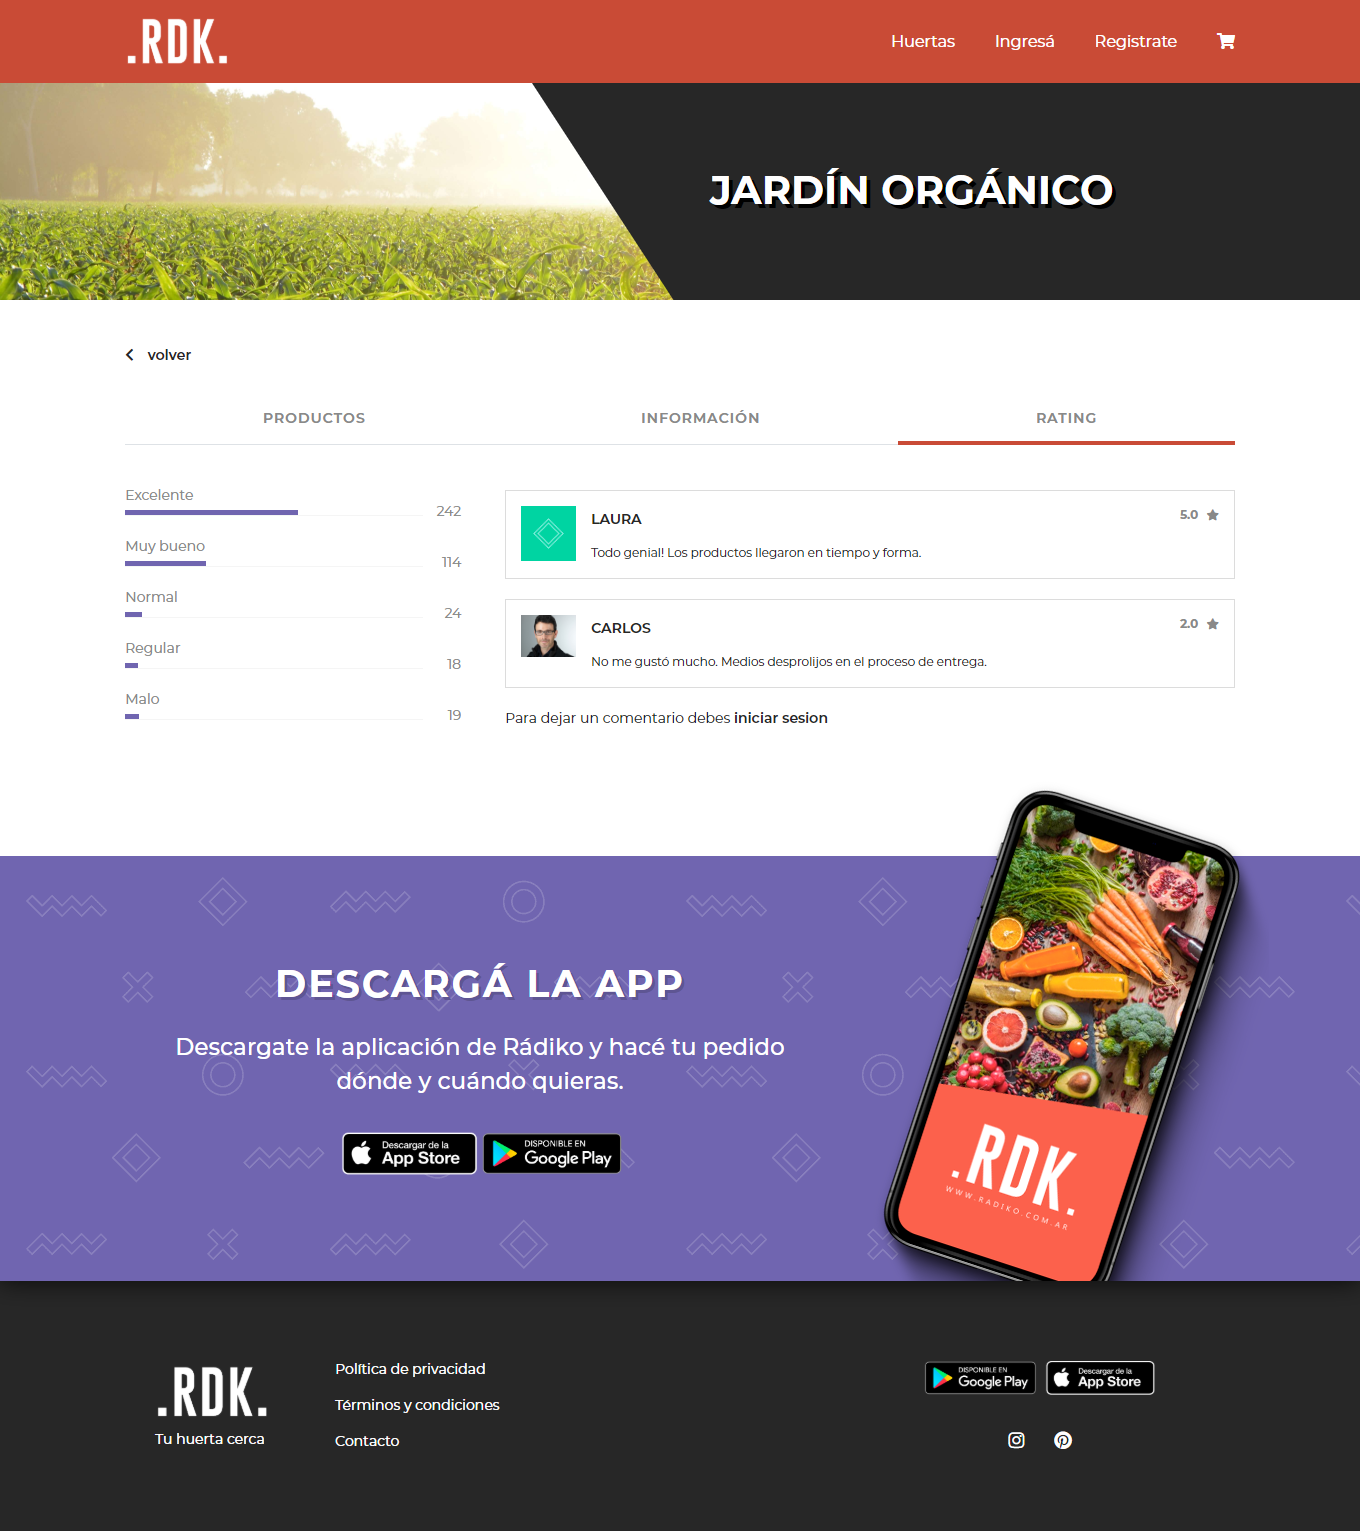 .RDK.
Huertas
Ingresá
Registrate
JARDÍN ORGÁNICO
volver
PRODUCTOS
INFORMACIÓN
RATING
Excelente
242
Muy bueno
114
Normal
24
Regular
18
Malo
19
LAURA
5.0
Todo genial! Los productos llegaron en tiempo y forma.
CARLOS
2.0
No me gustó mucho. Medios desprolijos en el proceso de entrega.
Para dejar un comentario debes iniciar sesion
DESCARGÁ LA APP
Descargate la aplicación de Rádiko y hacé tu pedido
dónde y cuándo quieras.
Descargar de la
App Store
DISPONIBLE EN
Google Play
.RDK.
WWW.RADIKO.COM.AR
.RDK.
Tu huerta cerca
Política de privacidad
Términos y condiciones
Contacto
DISPONIBLE EN
Google Play
Descargar de la
App Store